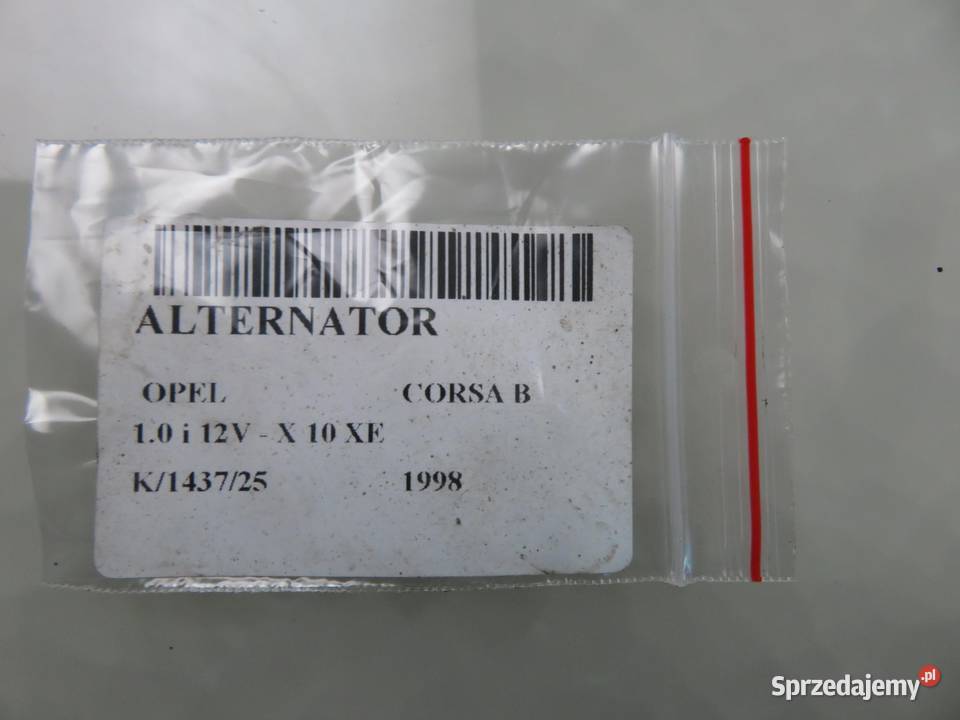 ALTERNATOR
OPEL CORSA B
1.0 i 12V - X 10 XE
K/1437/25 1998
Sprzedajemy.pl